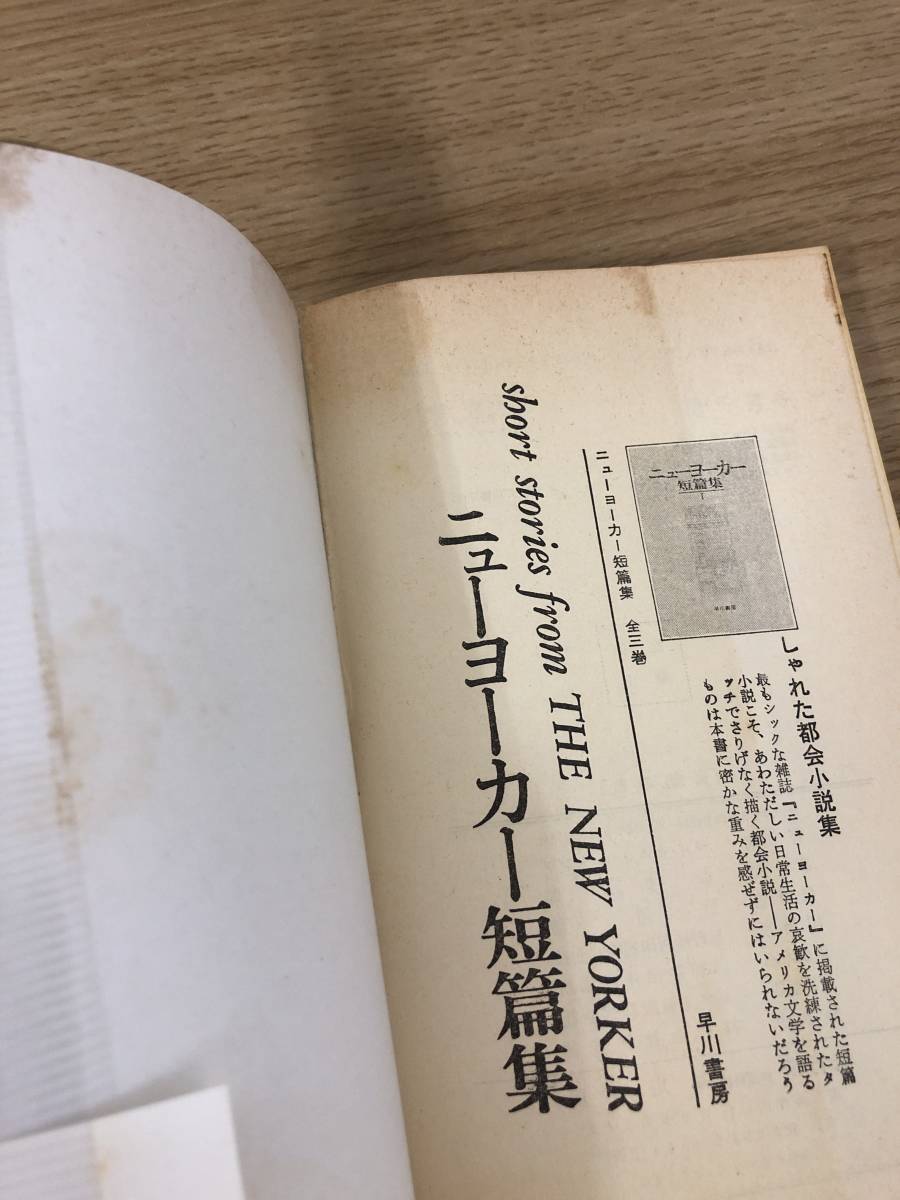 ニューヨーカー
短篇集
I
早川書房
しゃれた都会小説集
最もシックな雑誌『ニューヨーカー』に掲載された短篇
小説こそ、あわただしい日常生活の哀歓を洗練されたタ
ッチでさりげなく描く都会小説――アメリカ文学を語る
ものは本書に密かな重みを感ぜずにはいられないだろう
ニューヨーカー短篇集 全三巻
早川書房
short stories from THE NEW YORKER
ニューヨーカー短篇集